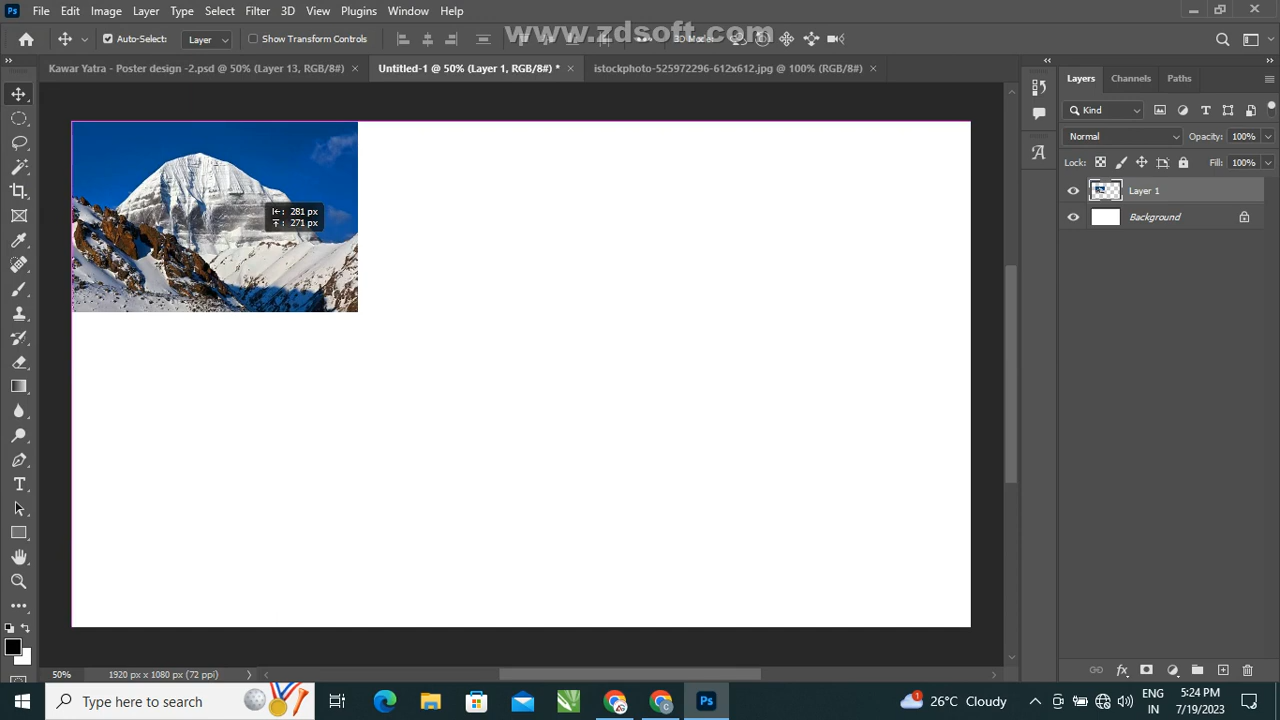 Ps File Edit Image Layer Type Select Filter 3D View Plugins Window Help
www.zdsoft.com
Auto-Select: Layer Show Transform Controls
Kawar Yatra - Poster design -2.psd @ 50% (Layer 13, RGB/8#) × Untitled-1 @ 50% (Layer 1, RGB/8#) * × istockphoto-525972296-612x612.jpg @ 100% (RGB/8#) ×
Layers Channels Paths
Kind
Normal Opacity: 100%
Lock: Fill: 100%
Layer 1
Background
281 px
271 px
50% 1920 px x 1080 px (72 ppi)
Type here to search
Ps
1
26°C Cloudy
ENG
IN
5:24 PM
7/19/2023